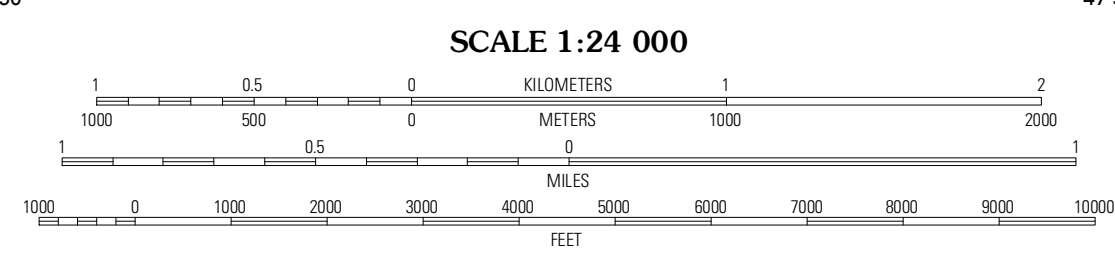 SCALE 1:24 000
1 0.5 0 KILOMETERS 1 2
1000 500 0 METERS 1000 2000
1 0.5 0 1
MILES
1000 0 1000 2000 3000 4000 5000 6000 7000 8000 9000 10000
FEET